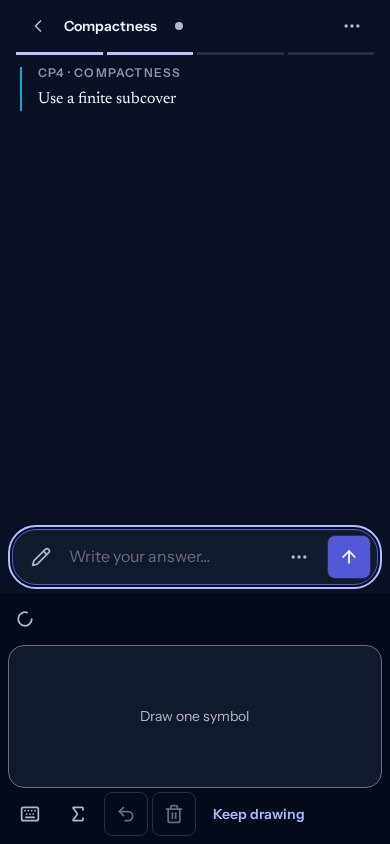 Compactness
CP4 · COMPACTNESS
Use a finite subcover
Write your answer...
Draw one symbol
Keep drawing